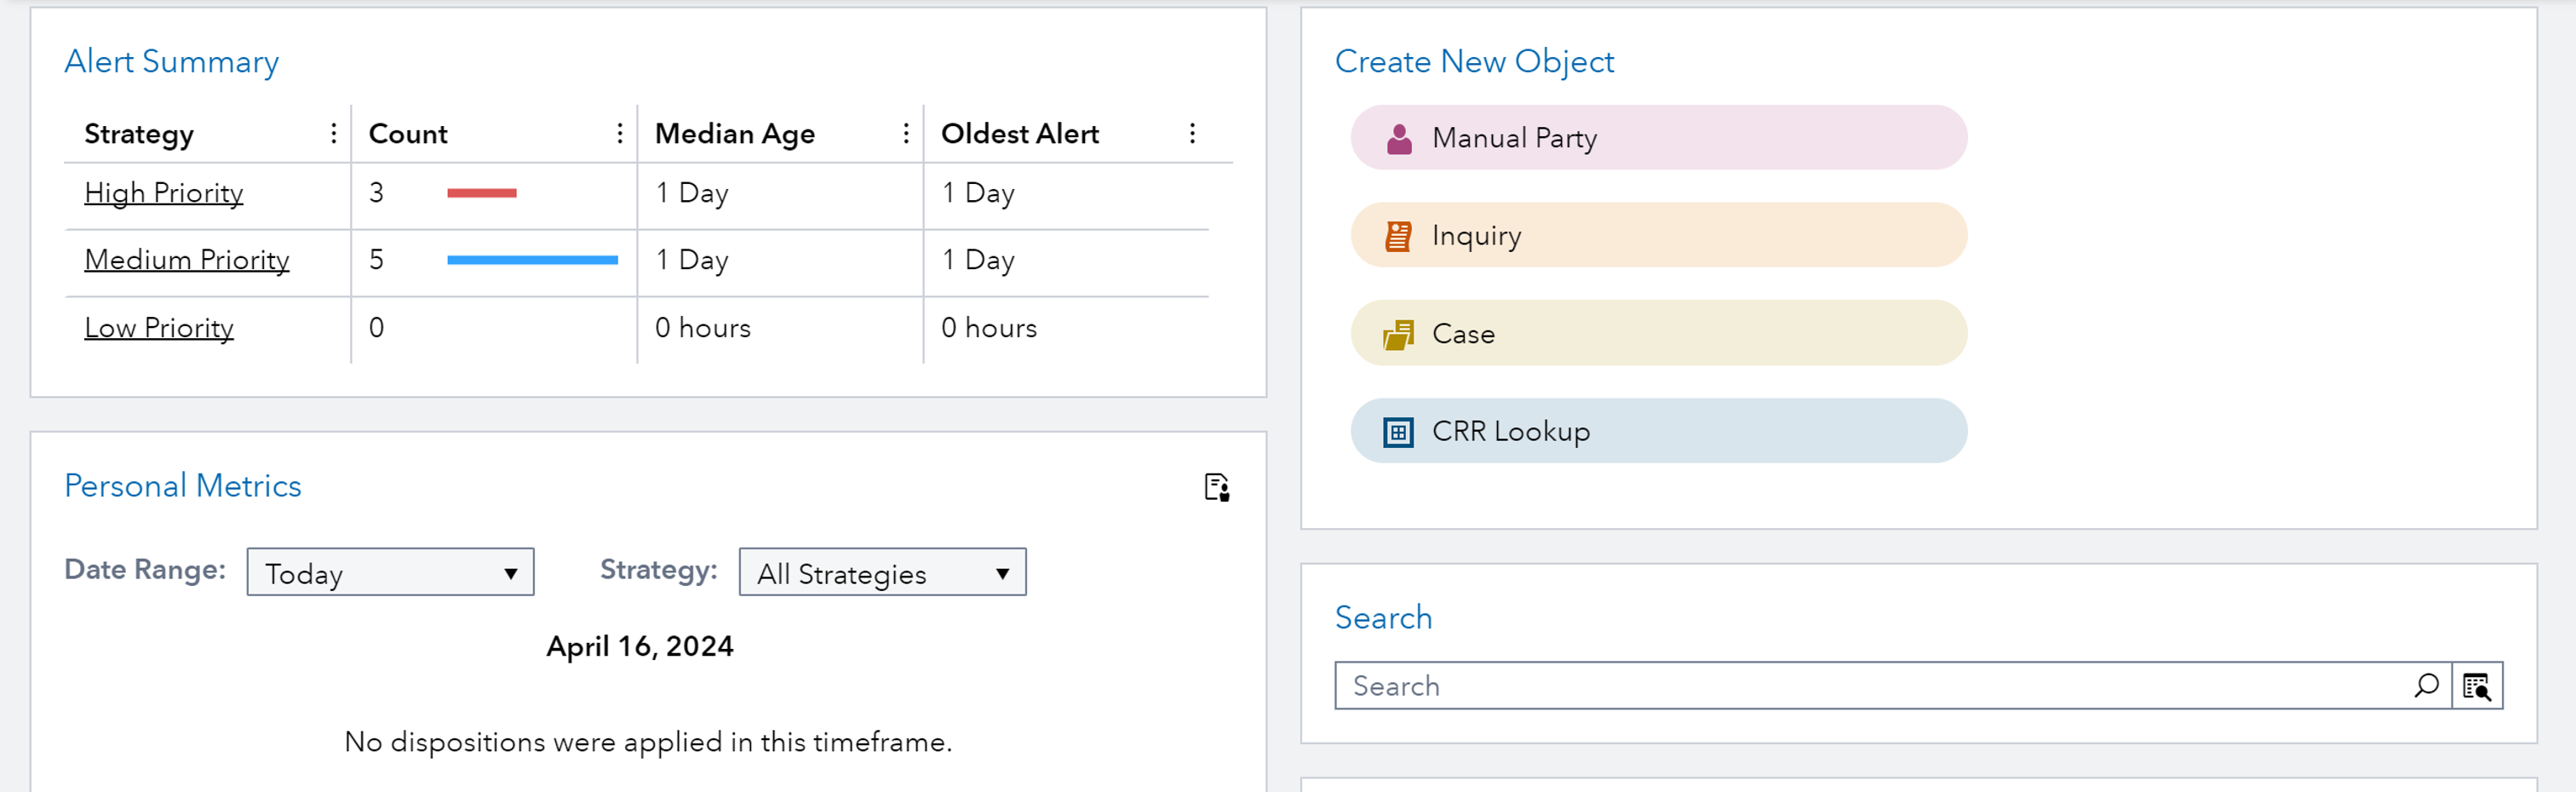 Alert Summary
Strategy Count Median Age Oldest Alert
High Priority 3 1 Day 1 Day
Medium Priority 5 1 Day 1 Day
Low Priority 0 0 hours 0 hours
Personal Metrics
Date Range: Today Strategy: All Strategies
April 16, 2024
No dispositions were applied in this timeframe.
Create New Object
Manual Party
Inquiry
Case
CRR Lookup
Search
Search